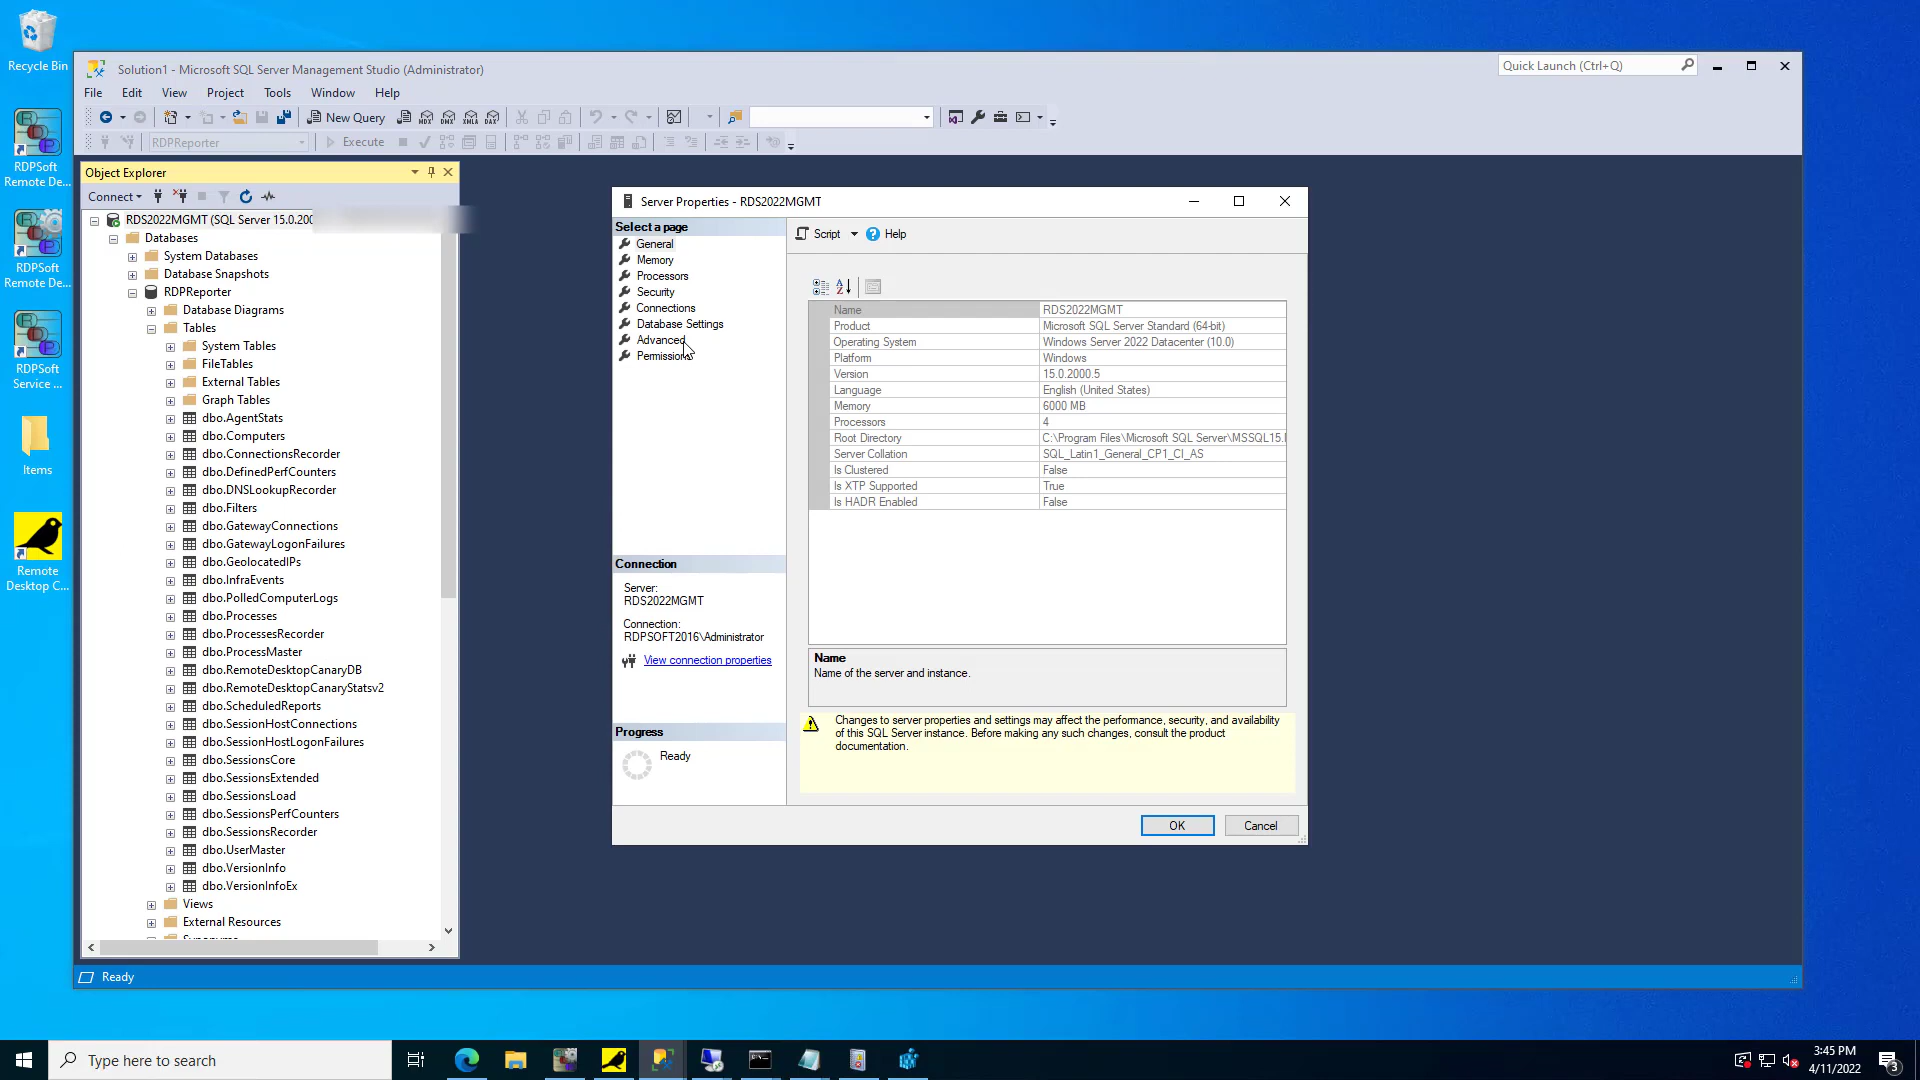 Recycle Bin
RDPSoft
Remote De...
RDPSoft
Remote De...
RDPSoft
Service ...
Items
Remote
Desktop C...
Solution1 - Microsoft SQL Server Management Studio (Administrator)
Quick Launch (Ctrl+Q)
File Edit View Project Tools Window Help
New Query MDX DMX XMLA DAX
RDPReporter Execute
Object Explorer
Connect
RDS2022MGMT (SQL Server 15.0.200
Databases
System Databases
Database Snapshots
RDPReporter
Database Diagrams
Tables
System Tables
FileTables
External Tables
Graph Tables
dbo.AgentStats
dbo.Computers
dbo.ConnectionsRecorder
dbo.DefinedPerfCounters
dbo.DNSLookupRecorder
dbo.Filters
dbo.GatewayConnections
dbo.GatewayLogonFailures
dbo.GeolocatedIPs
dbo.InfraEvents
dbo.PolledComputerLogs
dbo.Processes
dbo.ProcessesRecorder
dbo.ProcessMaster
dbo.RemoteDesktopCanaryDB
dbo.RemoteDesktopCanaryStatsv2
dbo.ScheduledReports
dbo.SessionHostConnections
dbo.SessionHostLogonFailures
dbo.SessionsCore
dbo.SessionsExtended
dbo.SessionsLoad
dbo.SessionsPerfCounters
dbo.SessionsRecorder
dbo.UserMaster
dbo.VersionInfo
dbo.VersionInfoEx
Views
External Resources
Server Properties - RDS2022MGMT
Select a page
General
Memory
Processors
Security
Connections
Database Settings
Advanced
Permissions
Connection
Server:
RDS2022MGMT
Connection:
RDPSOFT2016\Administrator
View connection properties
Progress
Ready
Script Help
Name RDS2022MGMT
Product Microsoft SQL Server Standard (64-bit)
Operating System Windows Server 2022 Datacenter (10.0)
Platform Windows
Version 15.0.2000.5
Language English (United States)
Memory 6000 MB
Processors 4
Root Directory C:\Program Files\Microsoft SQL Server\MSSQL15.
Server Collation SQL_Latin1_General_CP1_CI_AS
Is Clustered False
Is XTP Supported True
Is HADR Enabled False
Name
Name of the server and instance.
Changes to server properties and settings may affect the performance, security, and availability
of this SQL Server instance. Before making any such changes, consult the product
documentation.
OK Cancel
Ready
Type here to search
3:45 PM
4/11/2022
3